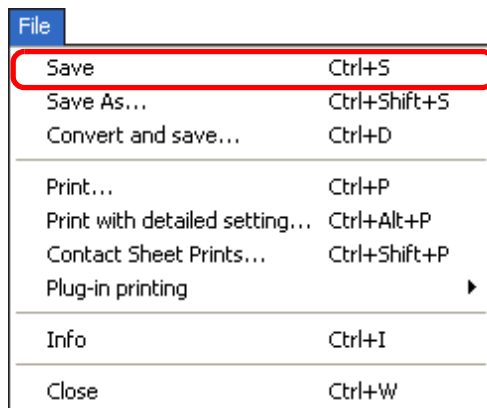 File
Save Ctrl+S
Save As... Ctrl+Shift+S
Convert and save... Ctrl+D
Print... Ctrl+P
Print with detailed setting... Ctrl+Alt+P
Contact Sheet Prints... Ctrl+Shift+P
Plug-in printing
Info Ctrl+I
Close Ctrl+W